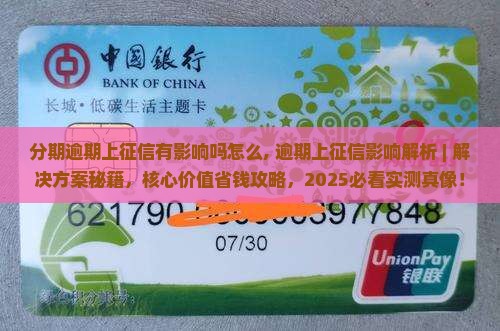 中国银行
BANK OF CHINA
长城·低碳生活主题卡
分期逾期上征信有影响吗怎么, 逾期上征信影响解析 | 解
决方案秘籍，核心价值省钱攻略，2025必看实测真像！
621790 3977848
07/30
UnionPay
银联